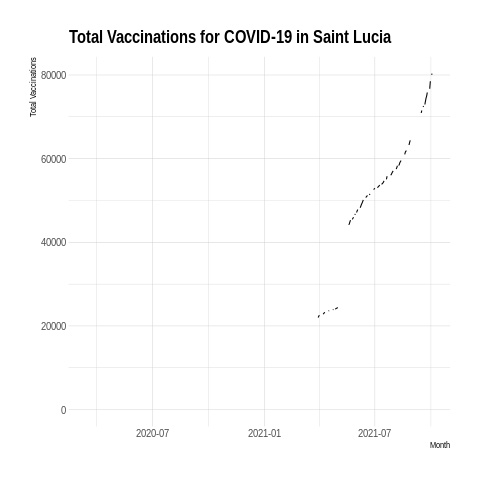 Total Vaccinations for COVID-19 in Saint Lucia
Total Vaccinations
80000
60000
40000
20000
0
2020-07
2021-01
2021-07
Month